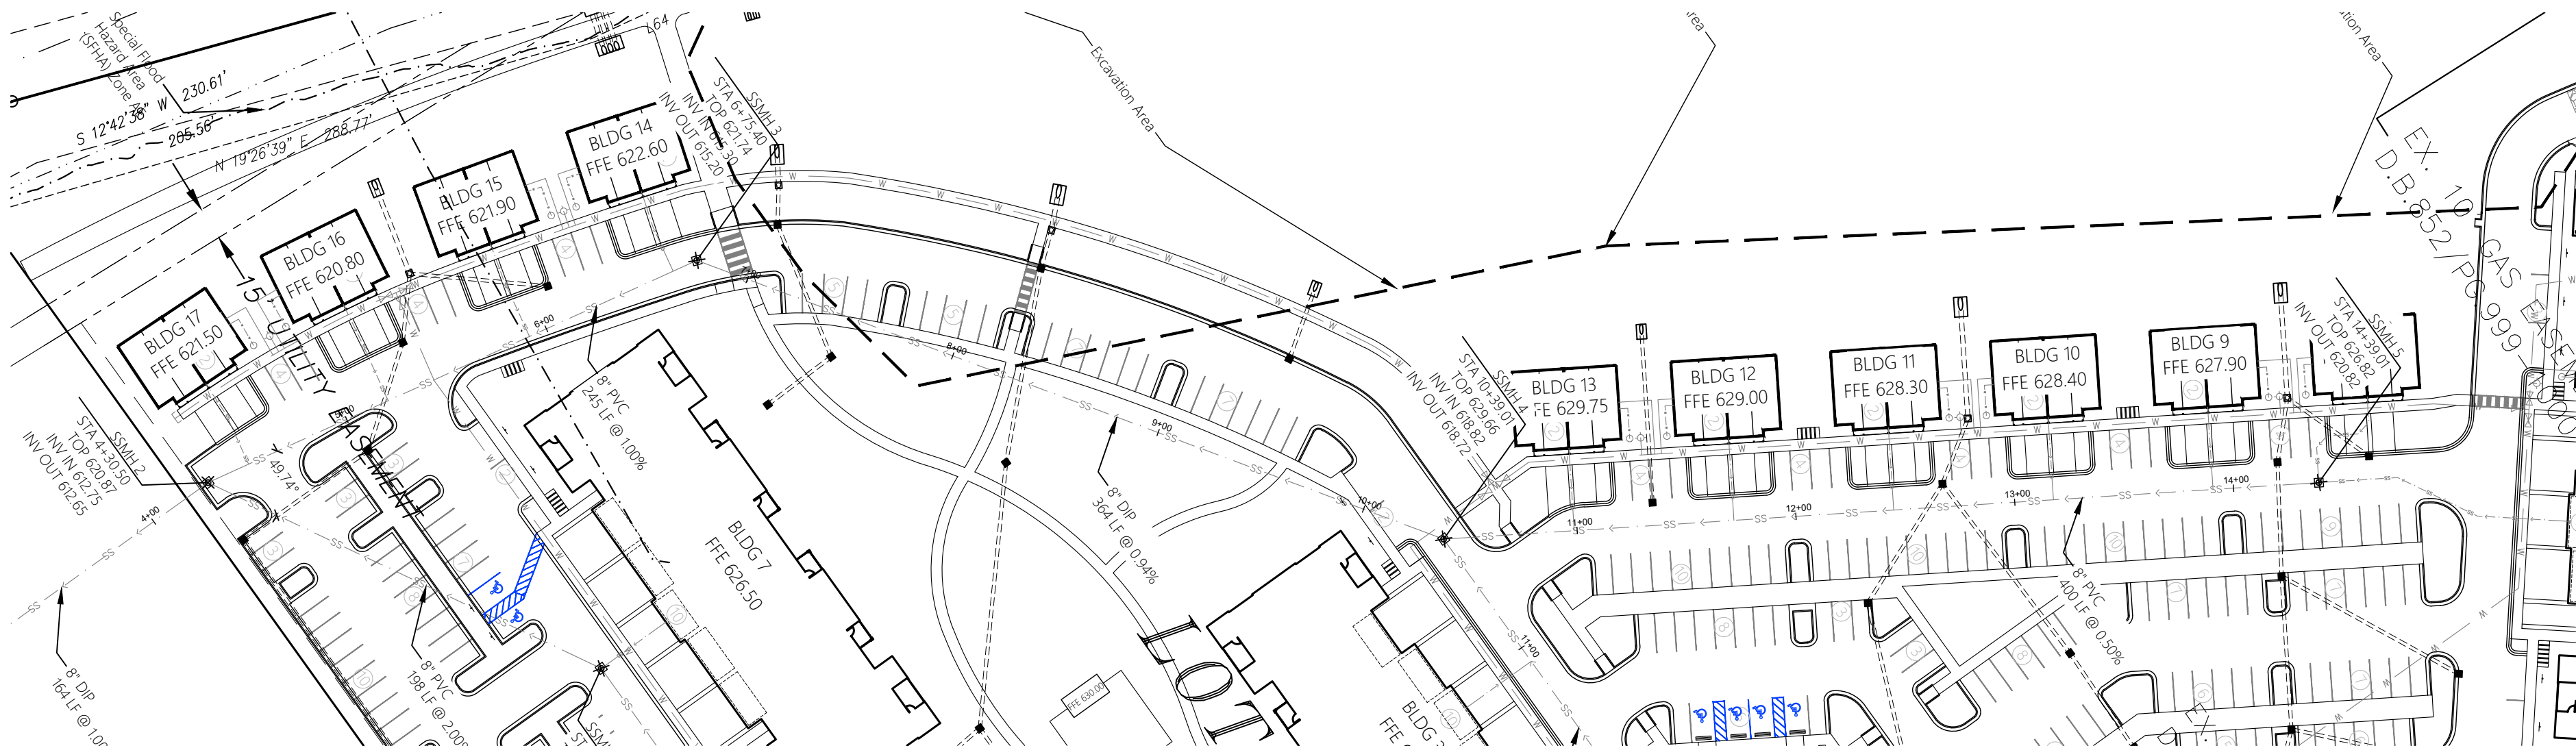 Special Flood
Hazard Area
(SFHA) Zone
S 12°42'38" W 230.61'
205.56'
N 19°26'39" E 288.77'
L64
BLDG 14
FFE 622.60
BLDG 15
FFE 621.90
BLDG 16
FFE 620.80
BLDG 17
FFE 621.50
SSMH 3
STA 6+75.40
TOP 621.74
INV IN 615.30
INV OUT 615.20
15' UTILITY
EASEMENT
SSMH 2
STA 4+30.50
TOP 620.87
INV IN 612.75
INV OUT 612.65
49.74°
4+00
5+00
6+00
7+00
8+00
9+00
10+00
11+00
8" DIP
8" PVC
198 LF @ 2.00%
8" PVC
245 LF @ 1.00%
BLDG 7
FFE 626.50
8" DIP
364 LF @ 0.94%
LOT
FFE 630.00
Excavation Area
SSMH 4
STA 10+39.01
TOP 629.66
INV IN 618.82
INV OUT 618.72
BLDG 13
FE 629.75
BLDG 12
FFE 629.00
BLDG 11
FFE 628.30
BLDG 10
FFE 628.40
BLDG 9
FFE 627.90
SSMH 5
STA 14+39.01
TOP 626.82
INV OUT 620.82
11+00
12+00
13+00
14+00
8" PVC
400 LF @ 0.50%
EX. 10' GAS
D.B.852/PG.999